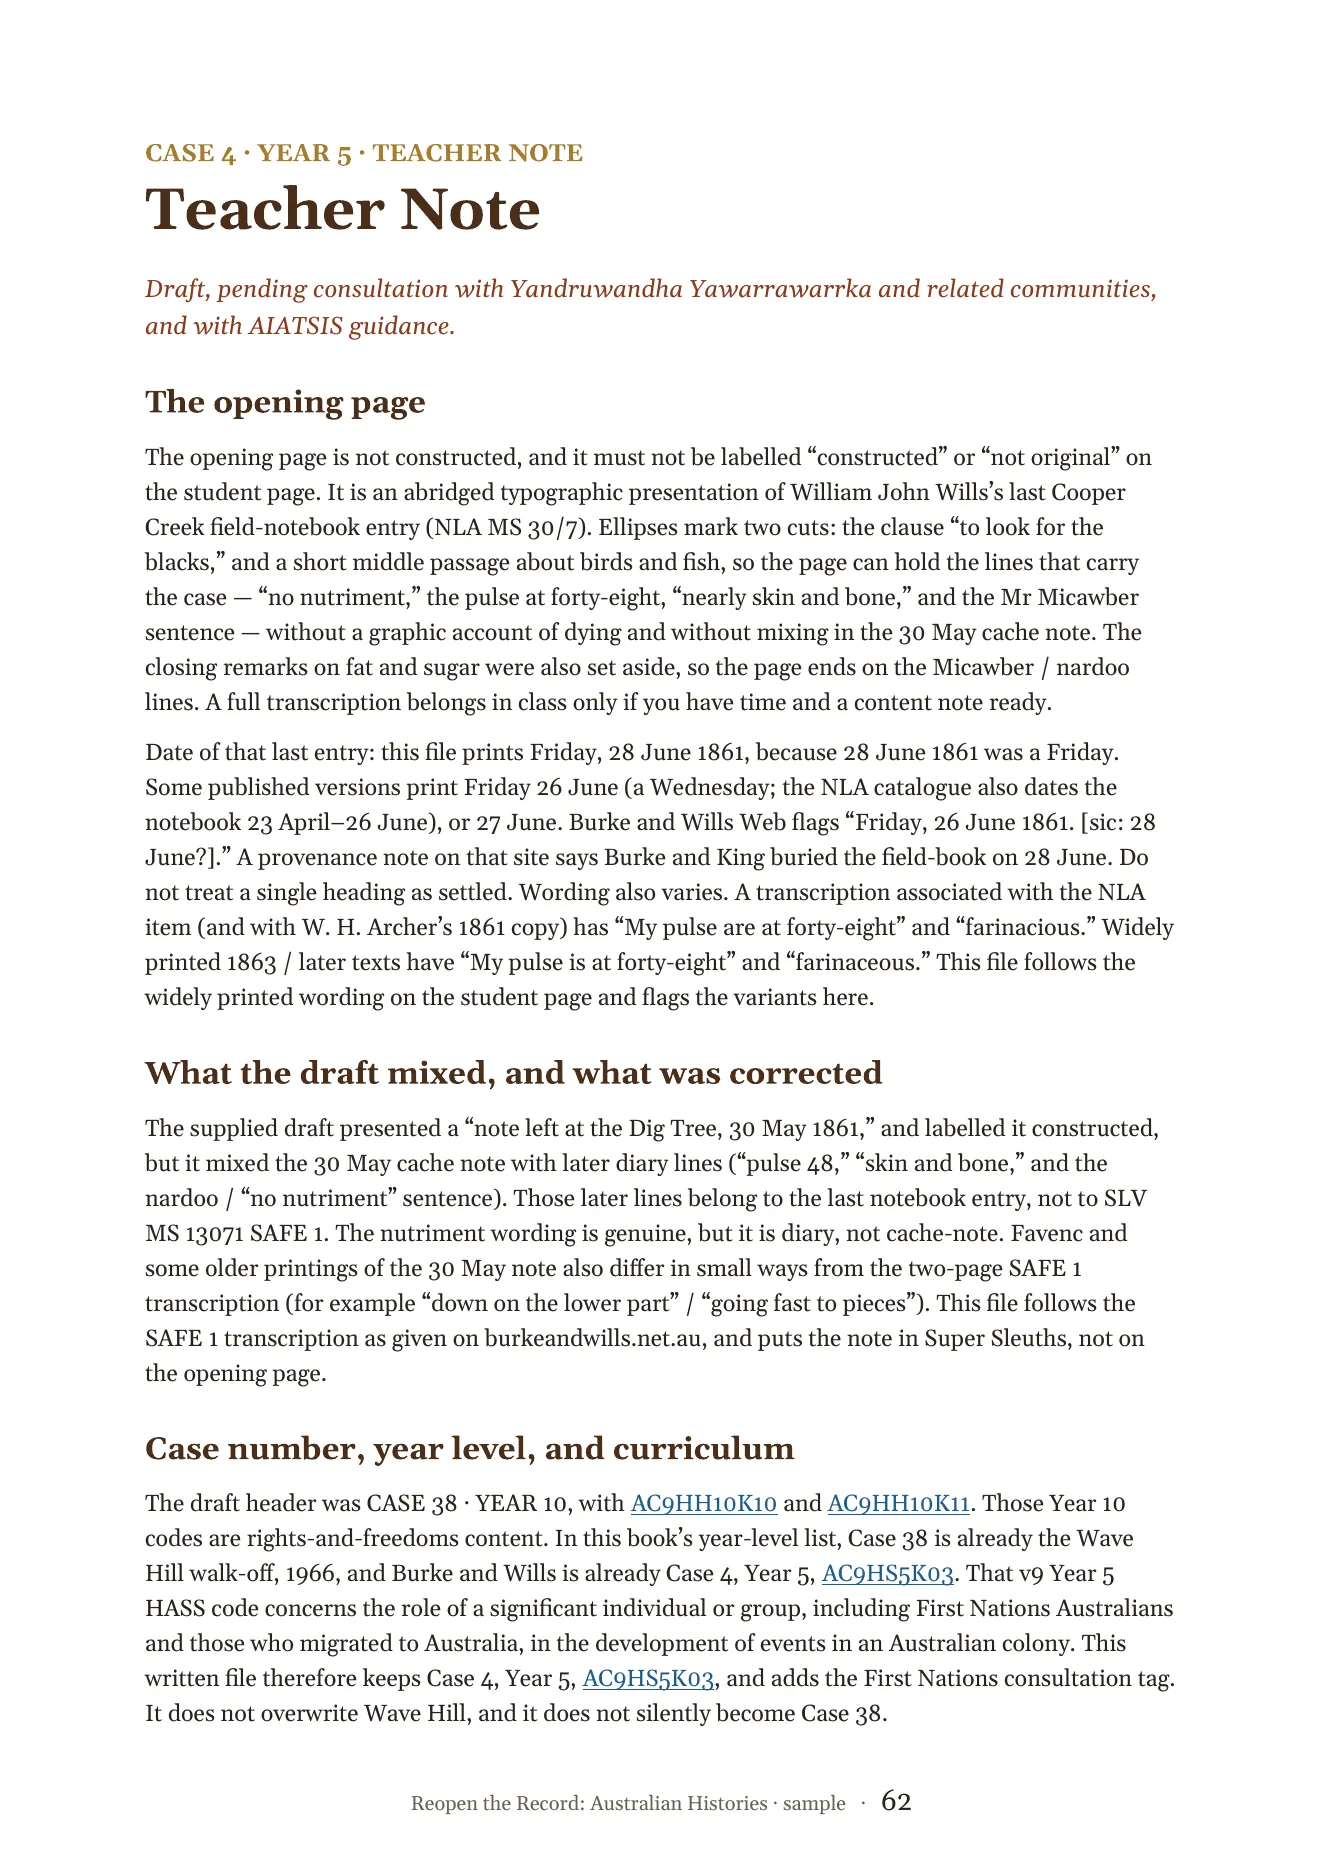 CASE 4 · YEAR 5 · TEACHER NOTE
Teacher Note
Draft, pending consultation with Yandruwandha Yawarrawarrka and related communities,
and with AIATSIS guidance.
The opening page
The opening page is not constructed, and it must not be labelled “constructed” or “not original” on
the student page. It is an abridged typographic presentation of William John Wills’s last Cooper
Creek field-notebook entry (NLA MS 30/7). Ellipses mark two cuts: the clause “to look for the
blacks,” and a short middle passage about birds and fish, so the page can hold the lines that carry
the case — “no nutriment,” the pulse at forty-eight, “nearly skin and bone,” and the Mr Micawber
sentence — without a graphic account of dying and without mixing in the 30 May cache note. The
closing remarks on fat and sugar were also set aside, so the page ends on the Micawber / nardoo
lines. A full transcription belongs in class only if you have time and a content note ready.
Date of that last entry: this file prints Friday, 28 June 1861, because 28 June 1861 was a Friday.
Some published versions print Friday 26 June (a Wednesday; the NLA catalogue also dates the
notebook 23 April–26 June), or 27 June. Burke and Wills Web flags “Friday, 26 June 1861. [sic: 28
June?].” A provenance note on that site says Burke and King buried the field-book on 28 June. Do
not treat a single heading as settled. Wording also varies. A transcription associated with the NLA
item (and with W. H. Archer’s 1861 copy) has “My pulse are at forty-eight” and “farinacious.” Widely
printed 1863 / later texts have “My pulse is at forty-eight” and “farinaceous.” This file follows the
widely printed wording on the student page and flags the variants here.
What the draft mixed, and what was corrected
The supplied draft presented a “note left at the Dig Tree, 30 May 1861,” and labelled it constructed,
but it mixed the 30 May cache note with later diary lines (“pulse 48,” “skin and bone,” and the
nardoo / “no nutriment” sentence). Those later lines belong to the last notebook entry, not to SLV
MS 13071 SAFE 1. The nutriment wording is genuine, but it is diary, not cache-note. Favenc and
some older printings of the 30 May note also differ in small ways from the two-page SAFE 1
transcription (for example “down on the lower part” / “going fast to pieces”). This file follows the
SAFE 1 transcription as given on burkeandwills.net.au, and puts the note in Super Sleuths, not on
the opening page.
Case number, year level, and curriculum
The draft header was CASE 38 · YEAR 10, with AC9HH10K10 and AC9HH10K11. Those Year 10
codes are rights-and-freedoms content. In this book’s year-level list, Case 38 is already the Wave
Hill walk-off, 1966, and Burke and Wills is already Case 4, Year 5, AC9HS5K03. That v9 Year 5
HASS code concerns the role of a significant individual or group, including First Nations Australians
and those who migrated to Australia, in the development of events in an Australian colony. This
written file therefore keeps Case 4, Year 5, AC9HS5K03, and adds the First Nations consultation tag.
It does not overwrite Wave Hill, and it does not silently become Case 38.
Reopen the Record: Australian Histories · sample · 62